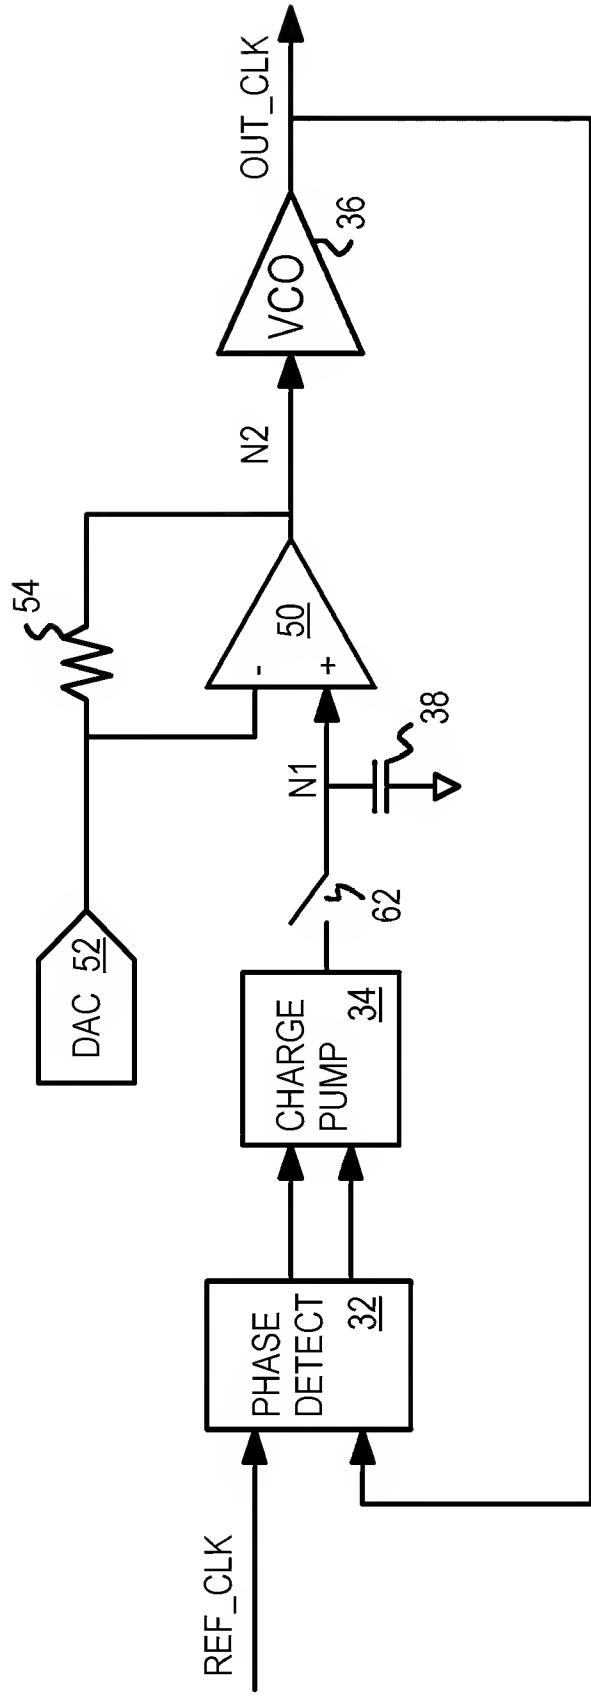 REF_CLK
PHASE
DETECT
32
CHARGE
PUMP
34
62
N1
38
DAC 52
54
-
+
50
N2
VCO
36
OUT_CLK